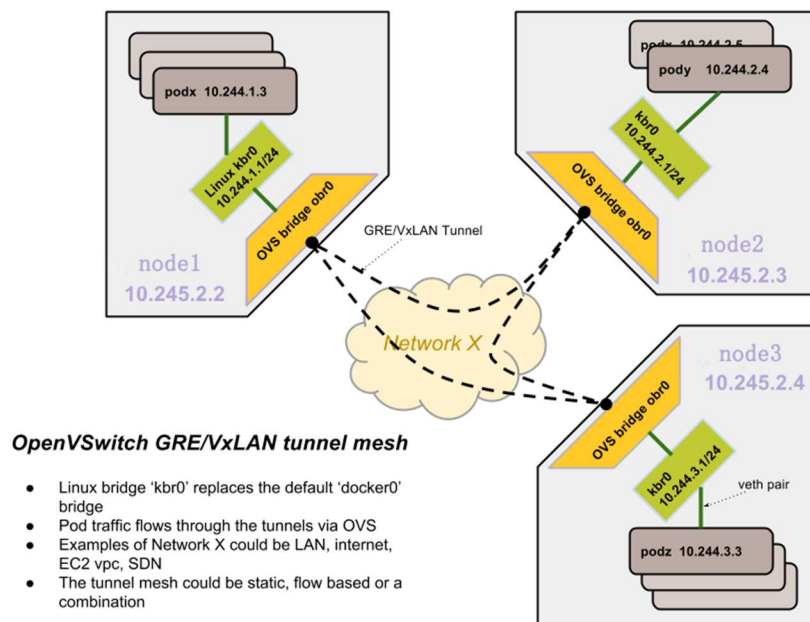 podx 10.244.1.3
Linux kbr0
10.244.1.1/24
OVS bridge obr0
node1
10.245.2.2
podx 10.244.2.5
pody 10.244.2.4
kbr0
10.244.2.1/24
OVS bridge obr0
node2
10.245.2.3
GRE/VxLAN Tunnel
Network X
node3
10.245.2.4
OVS bridge obr0
kbr0
10.244.3.1/24
veth pair
podz 10.244.3.3
OpenVSwitch GRE/VxLAN tunnel mesh
● Linux bridge ‘kbr0’ replaces the default ‘docker0’
bridge
● Pod traffic flows through the tunnels via OVS
● Examples of Network X could be LAN, internet,
EC2 vpc, SDN
● The tunnel mesh could be static, flow based or a
combination